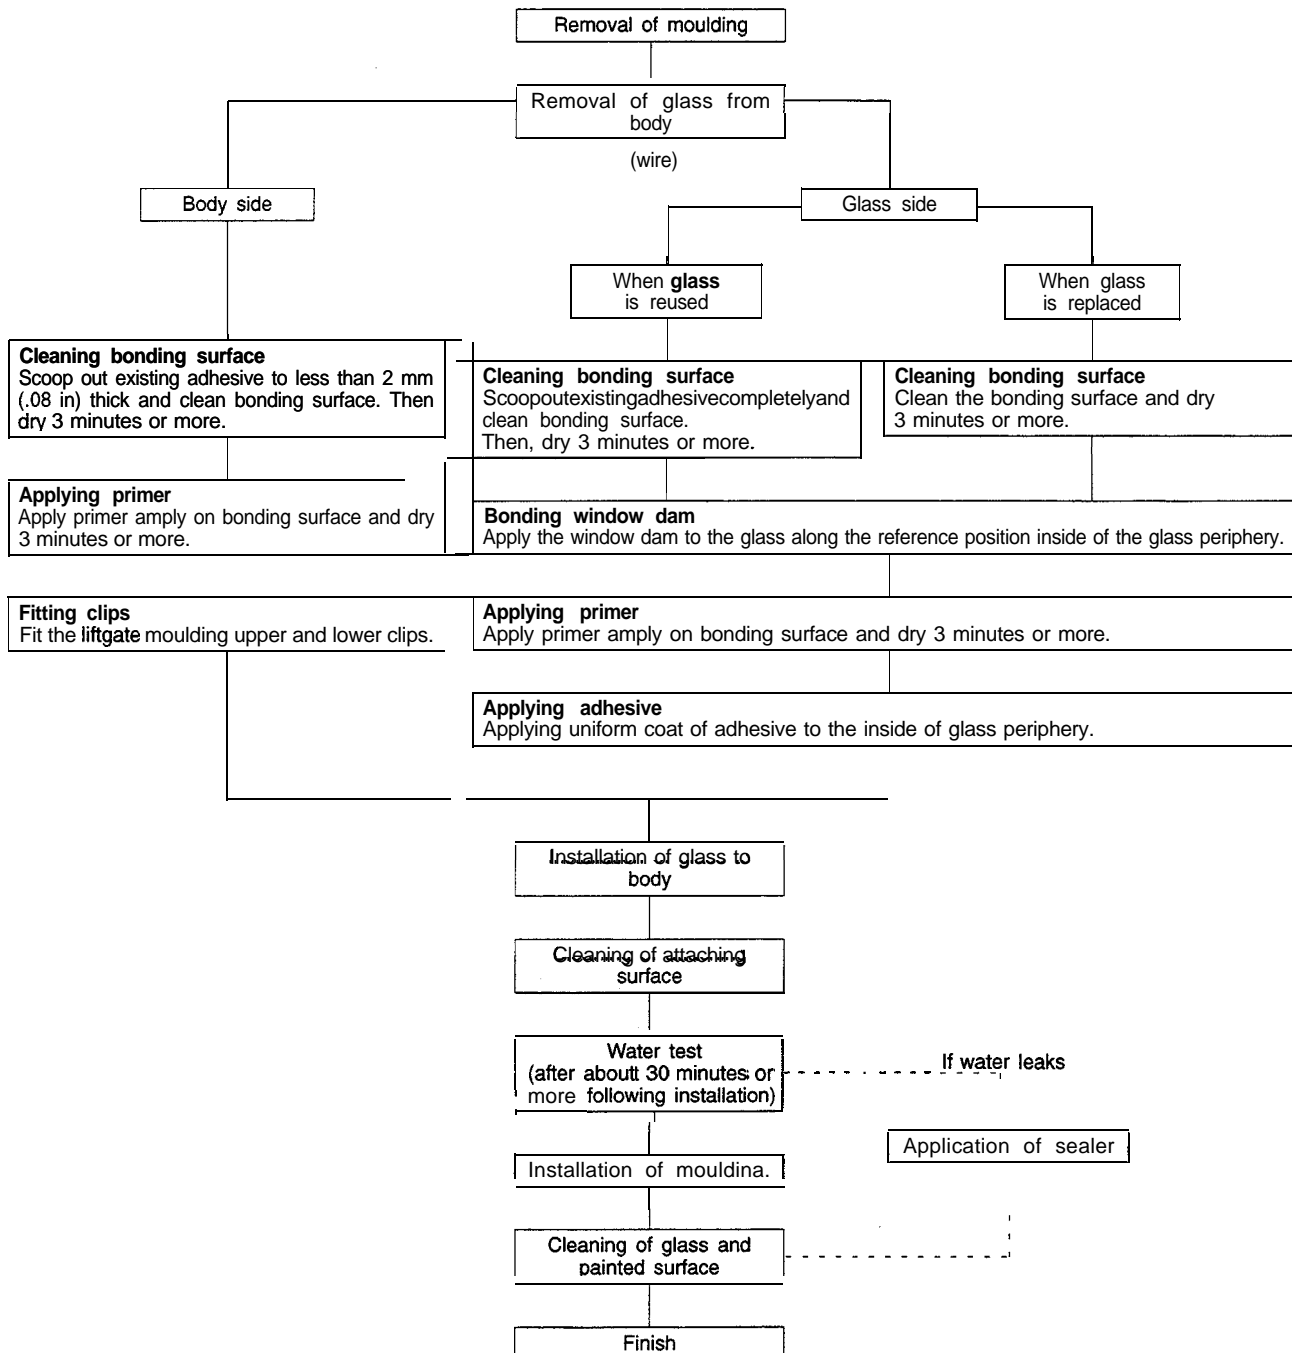 Removal of moulding
Removal of glass from
body
(wire)
Body side
Glass side
When glass
is reused
When glass
is replaced
Cleaning bonding surface
Scoop out existing adhesive to less than 2 mm
(.08 in) thick and clean bonding surface. Then
dry 3 minutes or more.
Cleaning bonding surface
Scoopoutexistingadhesivecompletelyand
clean bonding surface.
Then, dry 3 minutes or more.
Cleaning bonding surface
Clean the bonding surface and dry
3 minutes or more.
Applying primer
Apply primer amply on bonding surface and dry
3 minutes or more.
Bonding window dam
Apply the window dam to the glass along the reference position inside of the glass periphery.
Fitting clips
Fit the liftgate moulding upper and lower clips.
Applying primer
Apply primer amply on bonding surface and dry 3 minutes or more.
Applying adhesive
Applying uniform coat of adhesive to the inside of glass periphery.
Installation of glass to
body
Cleaning of attaching
surface
Water test
(after aboutt 30 minutes or
more following installation)
If water leaks
Application of sealer
Installation of mouldina.
Cleaning of glass and
painted surface
Finish